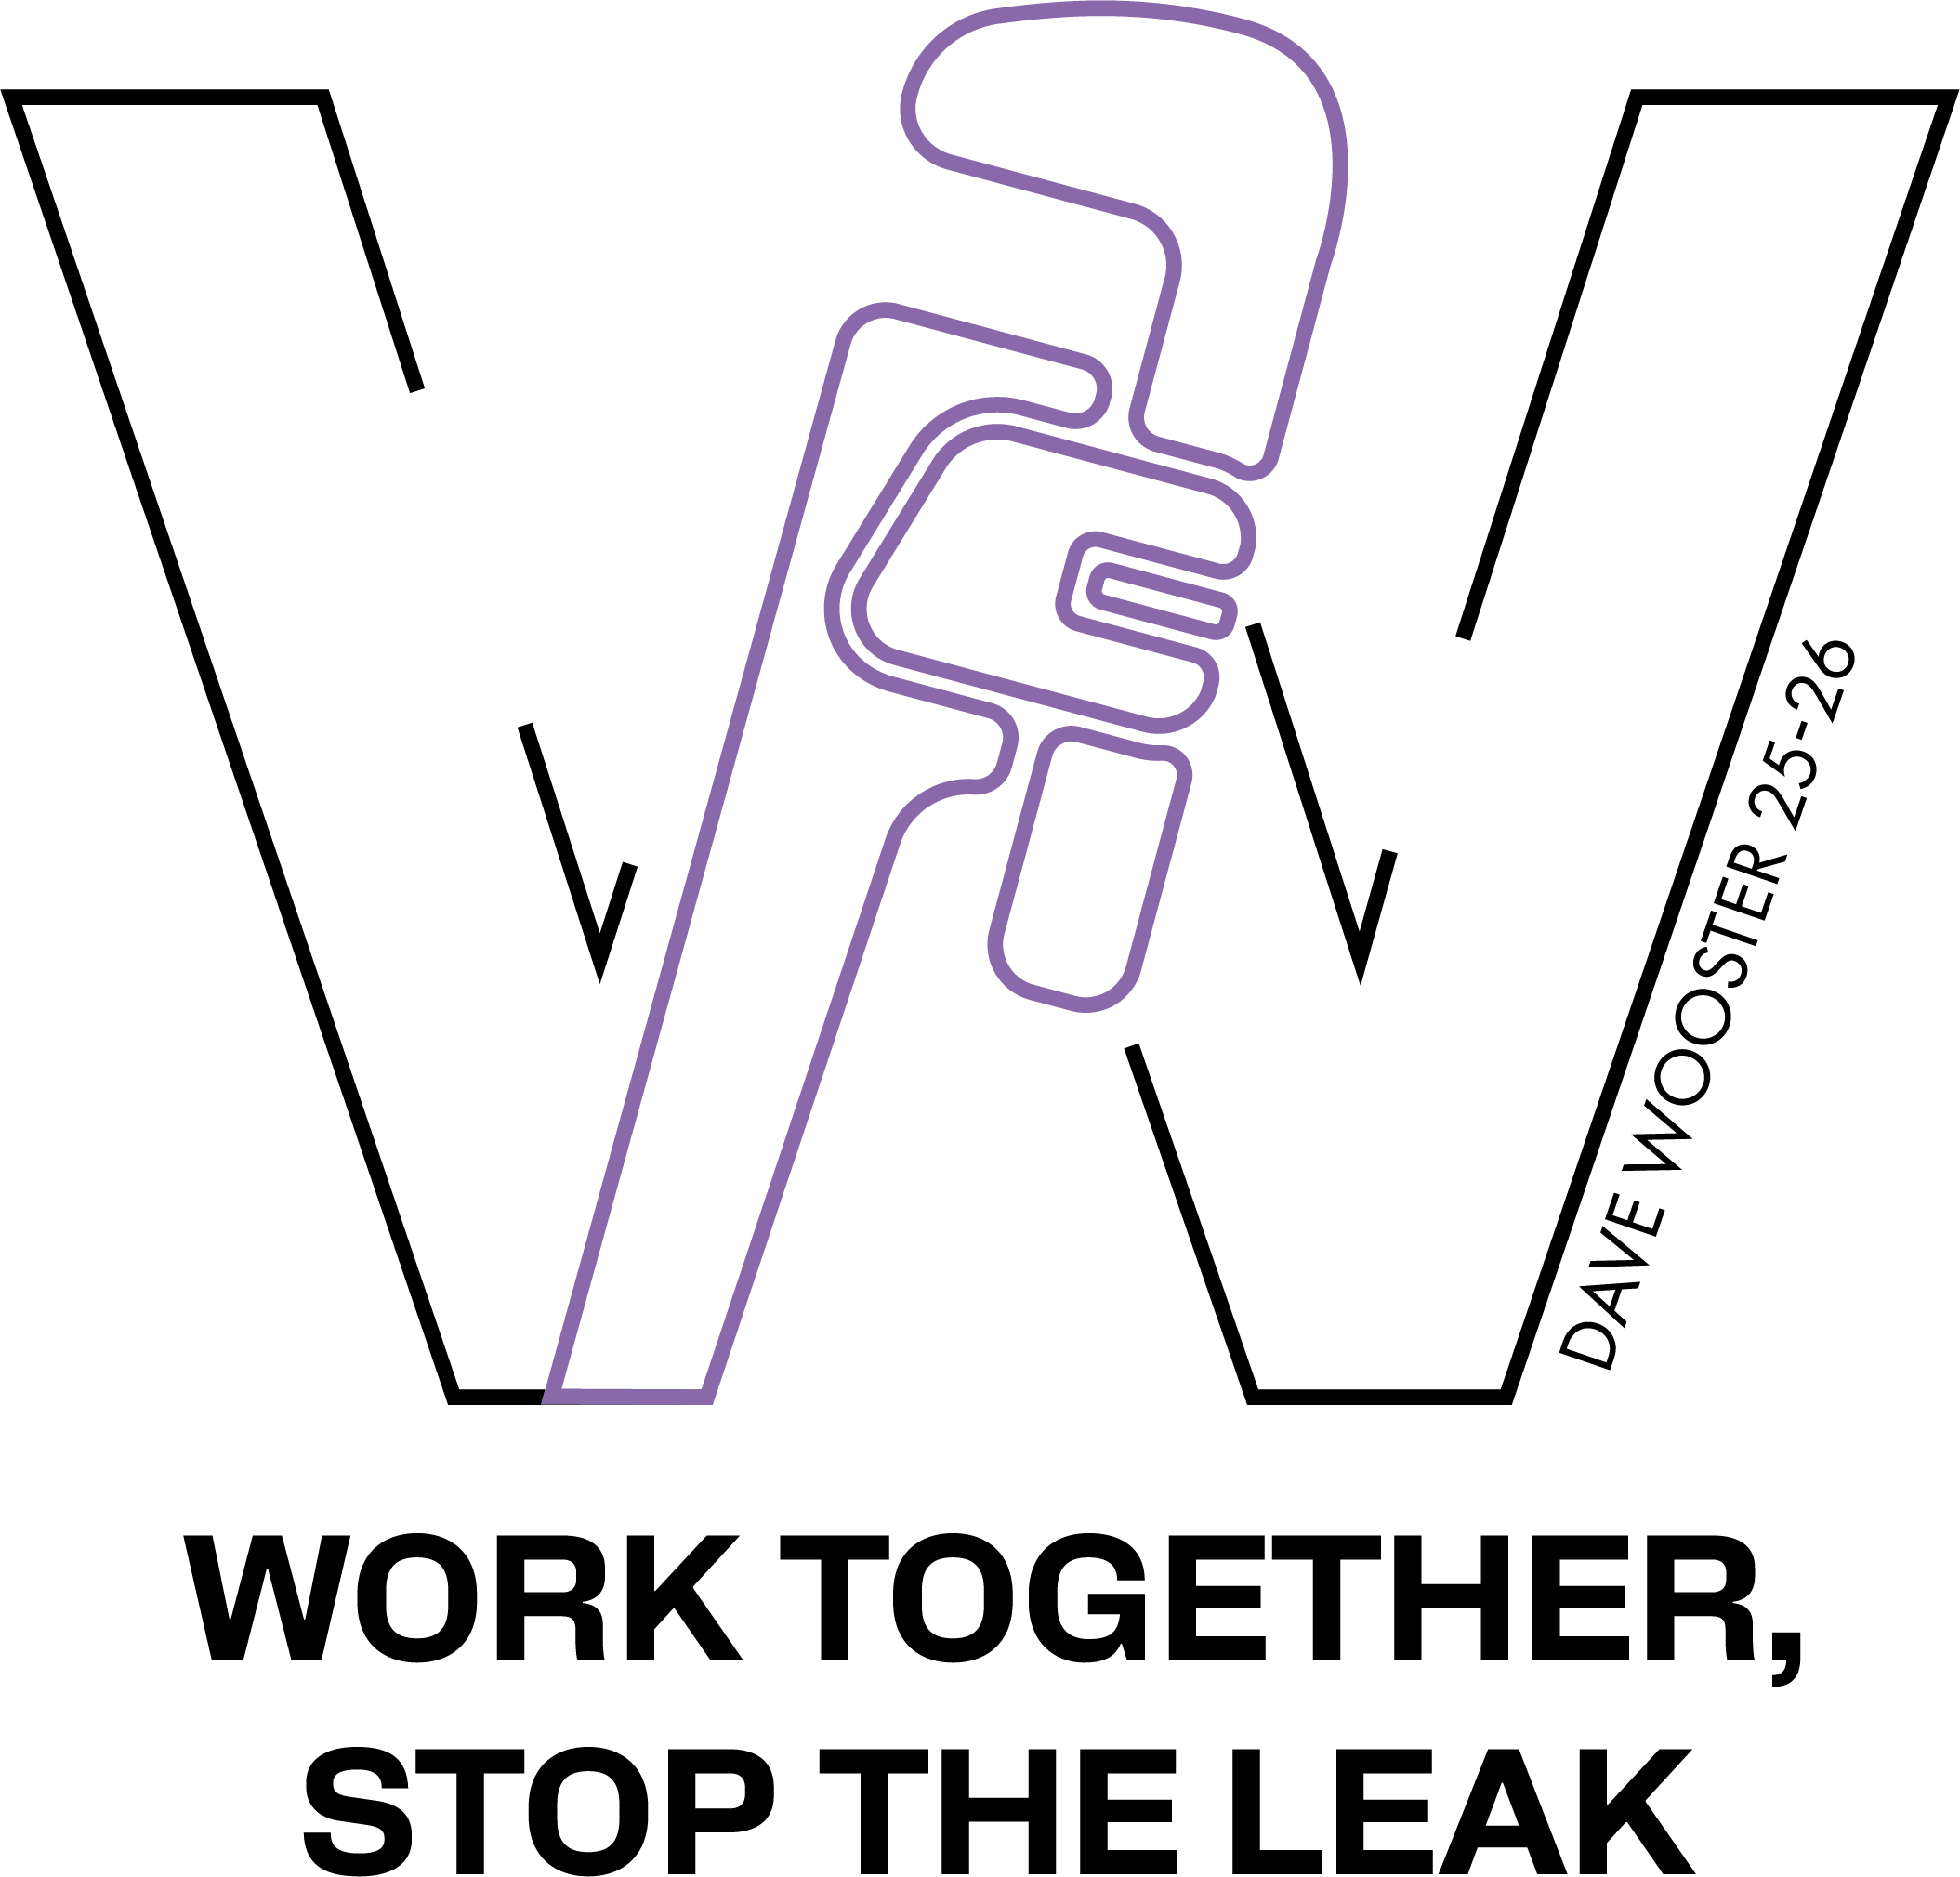 DAVE WOOSTER 25-26
WORK TOGETHER,
STOP THE LEAK